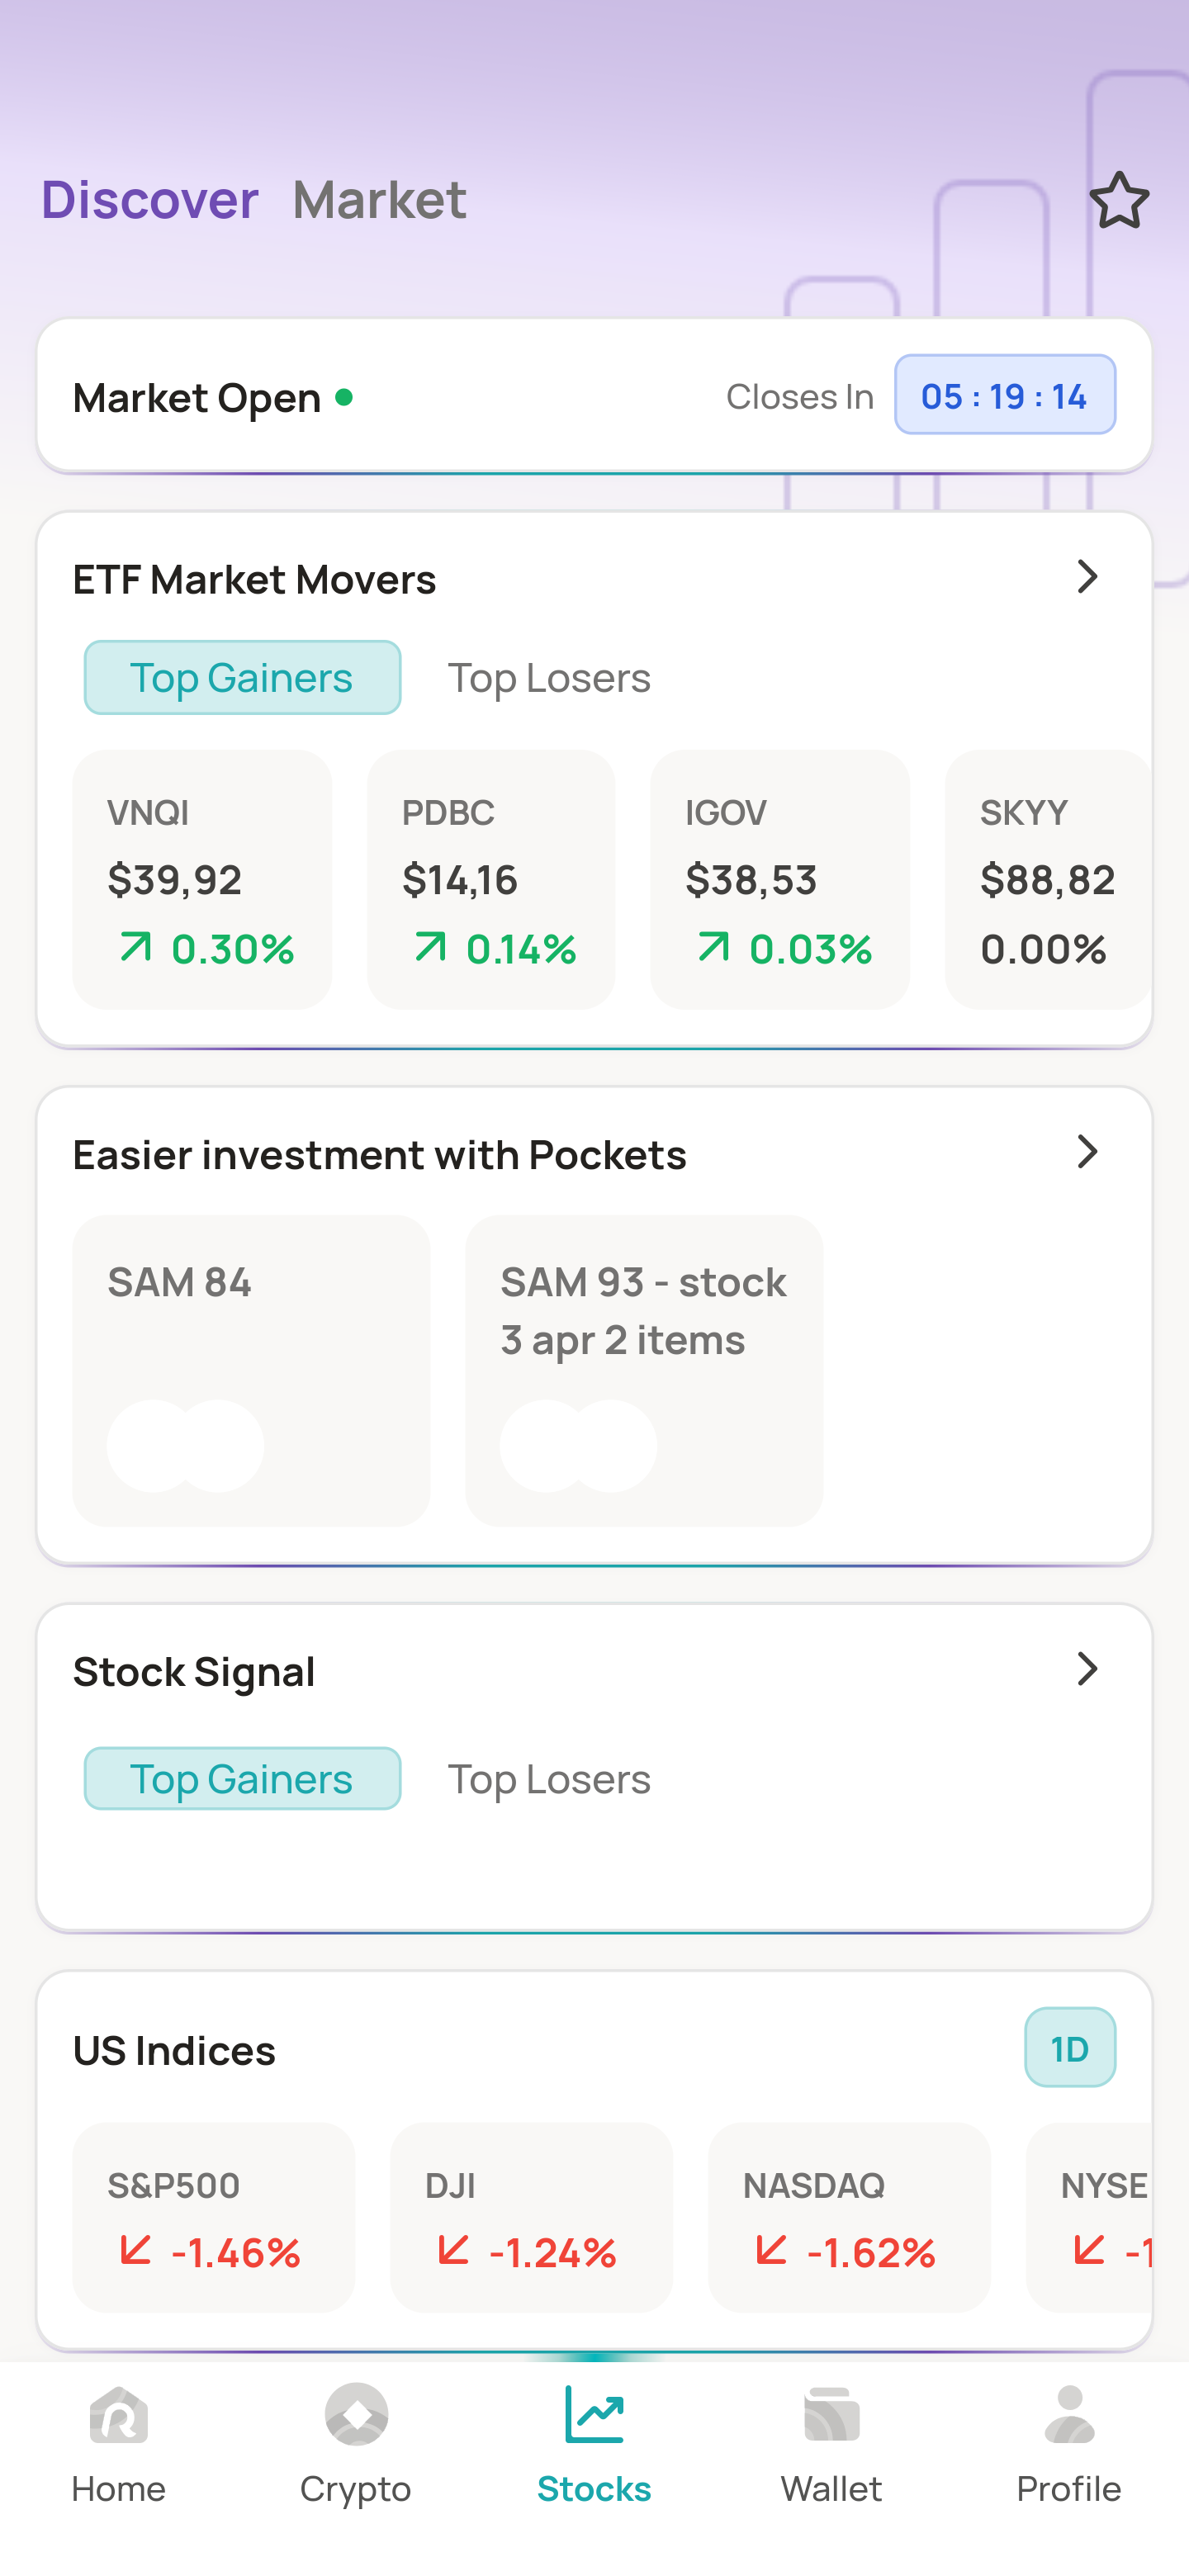 Discover Market
Market Open Closes In 05 : 19 : 14
ETF Market Movers
Top Gainers Top Losers
VNQI PDBC IGOV SKYY
$39,92 $14,16 $38,53 $88,82
0.30% 0.14% 0.03% 0.00%
Easier investment with Pockets
SAM 84 SAM 93 - stock
3 apr 2 items
Stock Signal
Top Gainers Top Losers
US Indices 1D
S&P500 DJI NASDAQ NYSE
-1.46% -1.24% -1.62% -1
Home Crypto Stocks Wallet Profile